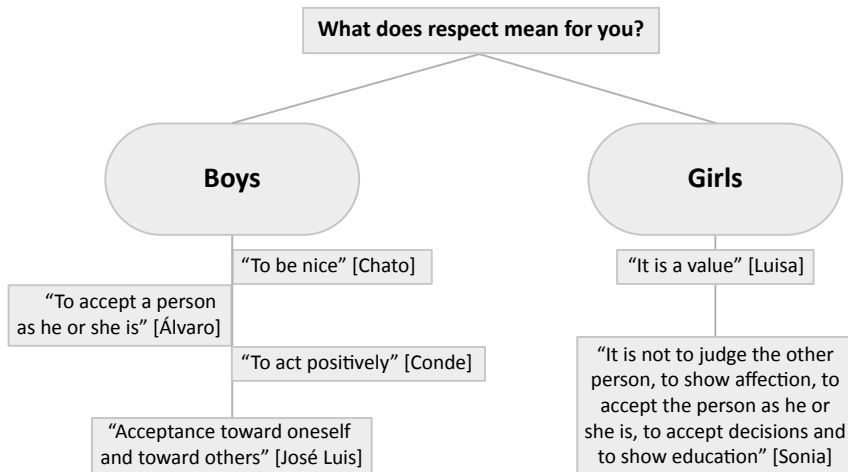 What does respect mean for you?
Boys
“To be nice” [Chato]
“To accept a person
as he or she is” [Álvaro]
“To act positively” [Conde]
“Acceptance toward oneself
and toward others” [José Luis]
Girls
“It is a value” [Luisa]
“It is not to judge the other
person, to show affection, to
accept the person as he or
she is, to accept decisions and
to show education” [Sonia]